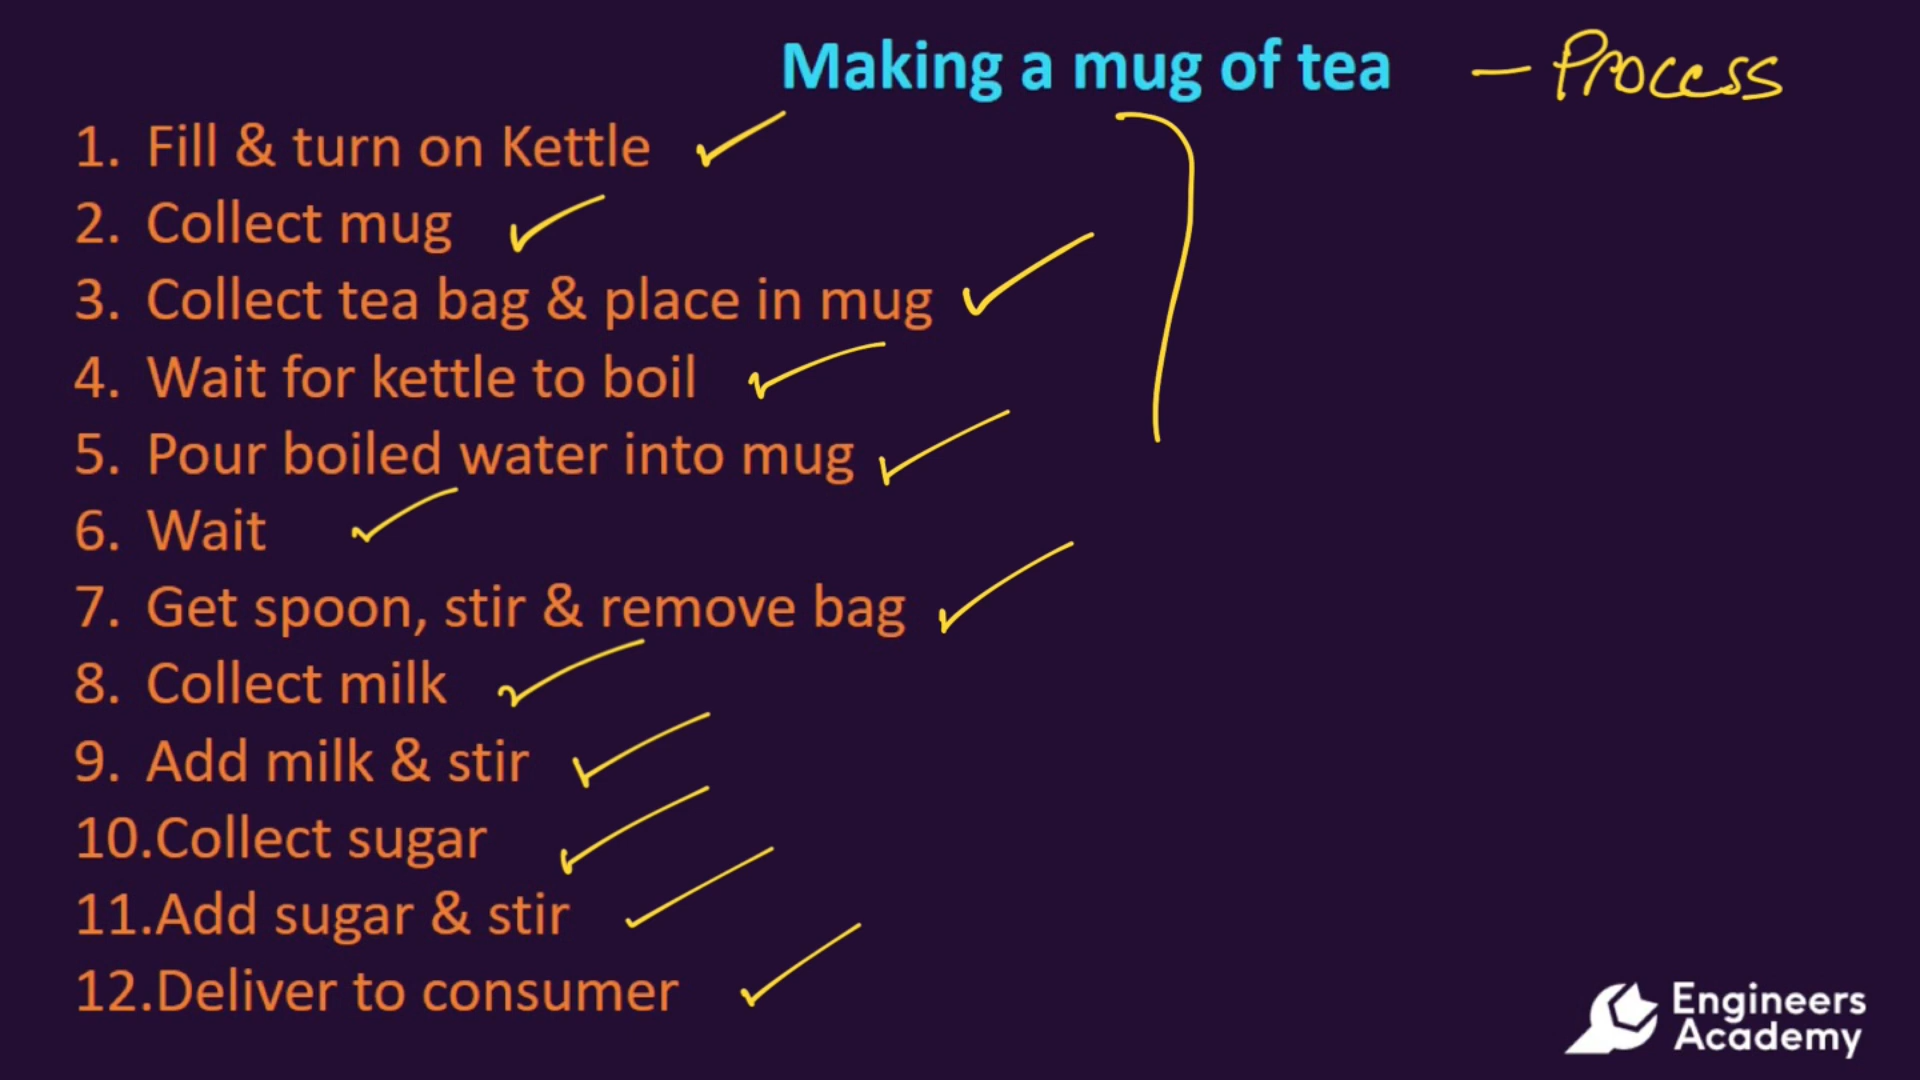 Making a mug of tea – Process
1. Fill & turn on Kettle
2. Collect mug
3. Collect tea bag & place in mug
4. Wait for kettle to boil
5. Pour boiled water into mug
6. Wait
7. Get spoon, stir & remove bag
8. Collect milk
9. Add milk & stir
10.Collect sugar
11.Add sugar & stir
12.Deliver to consumer
Engineers
Academy